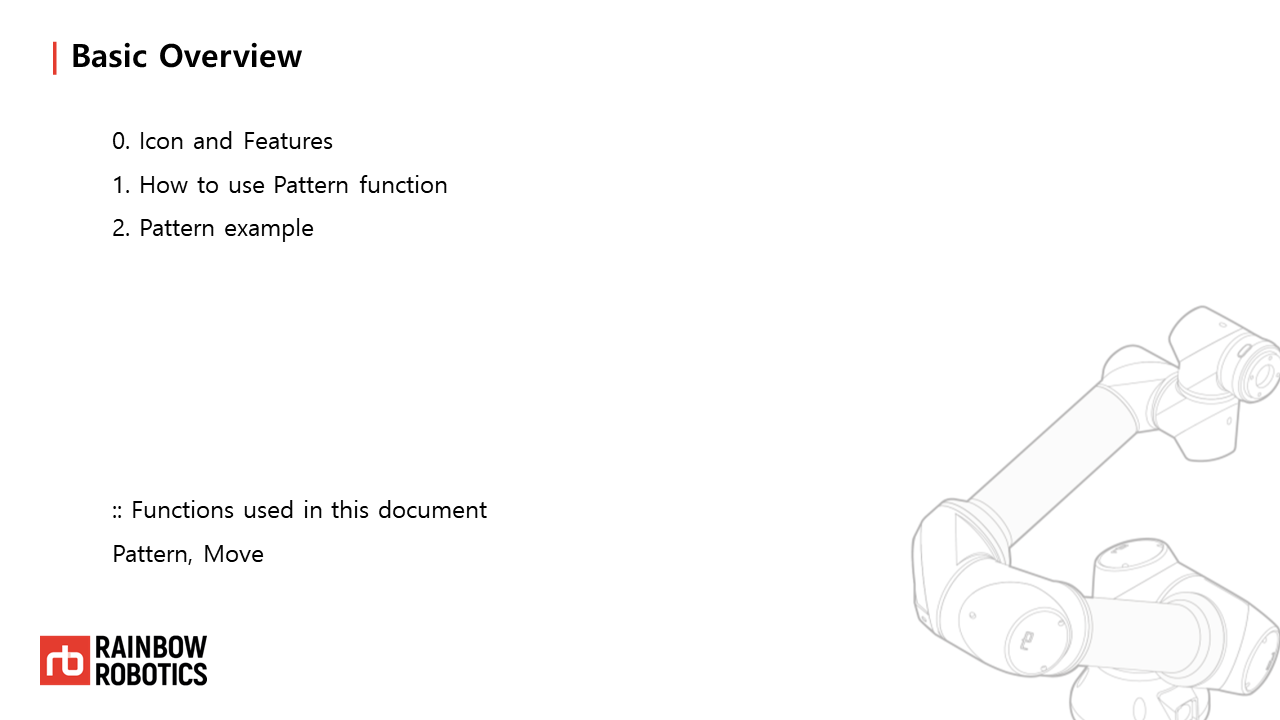 Basic Overview
0. Icon and Features
1. How to use Pattern function
2. Pattern example
:: Functions used in this document
Pattern, Move
rb RAINBOW
ROBOTICS
rb